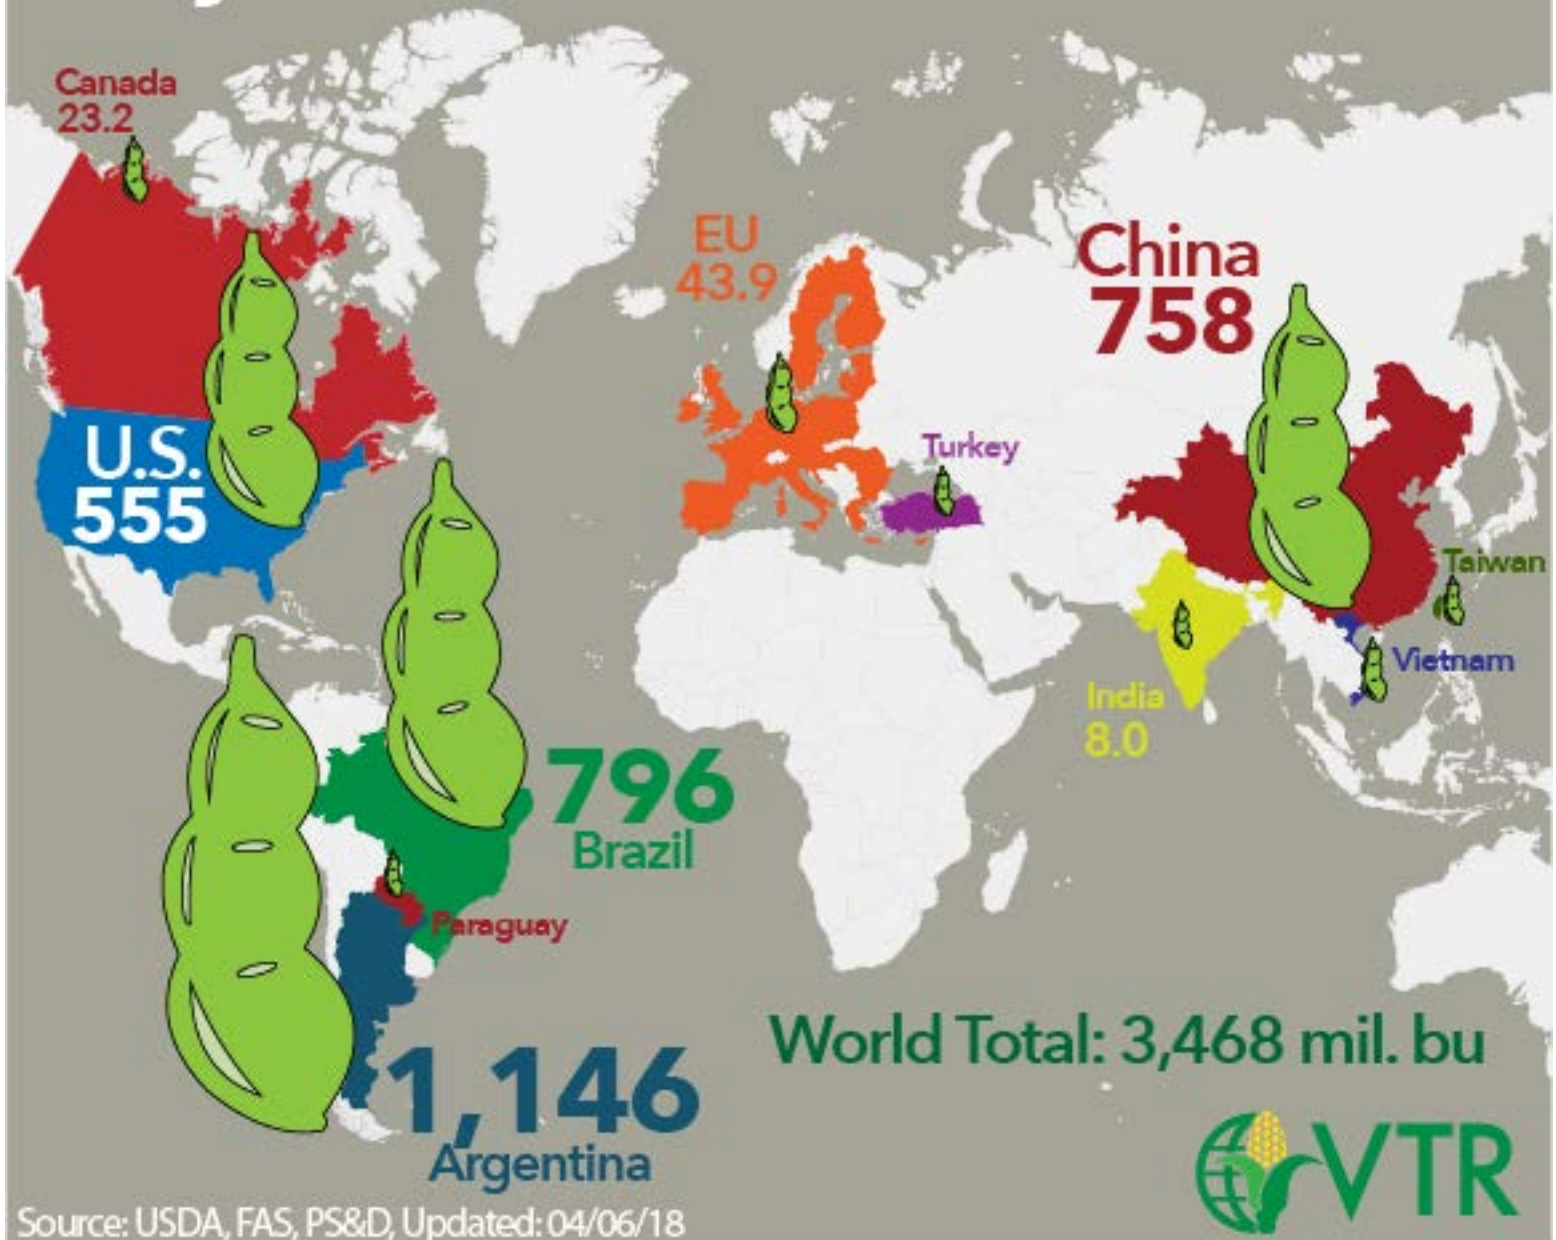 Canada
23.2
EU
43.9
China
758
U.S.
555
Turkey
Taiwan
Vietnam
India
8.0
796
Brazil
Paraguay
1,146
Argentina
World Total: 3,468 mil. bu
VTR
Source: USDA, FAS, PS&D, Updated: 04/06/18